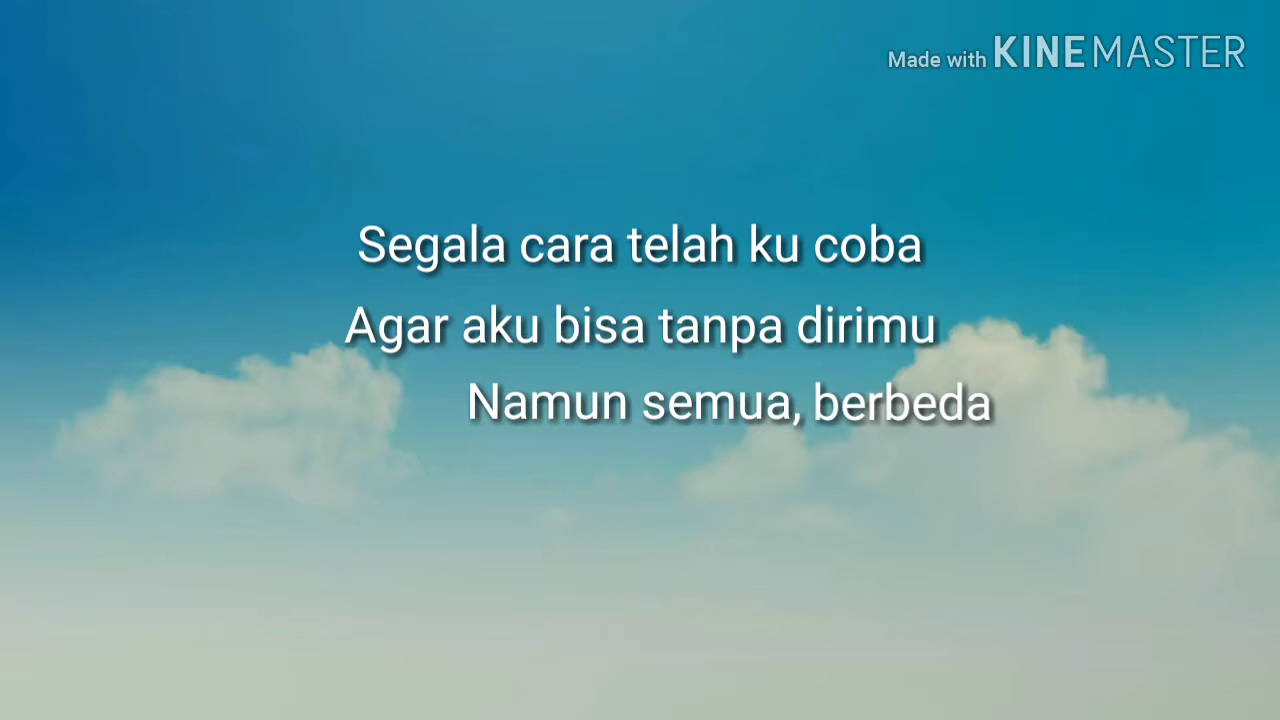 Made with KINEMASTER
Segala cara telah ku coba
Agar aku bisa tanpa dirimu
Namun semua, berbeda